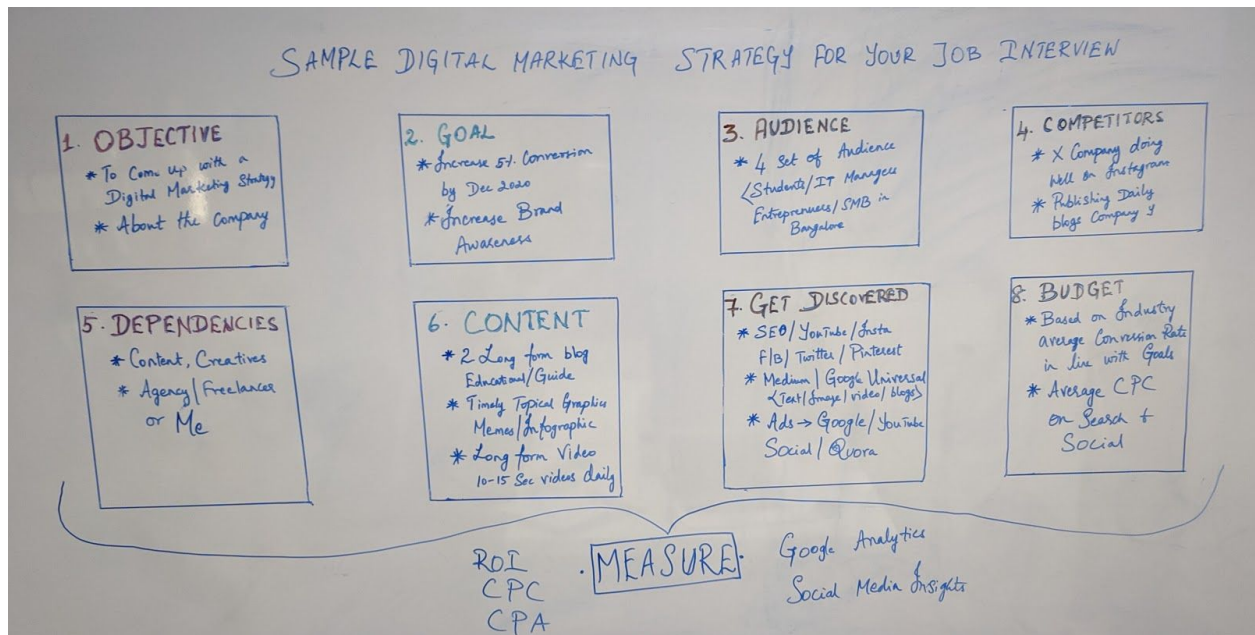 SAMPLE DIGITAL MARKETING STRATEGY FOR YOUR JOB INTERVIEW
1. OBJECTIVE
* To Come up with a
Digital Marketing Strategy
* About the Company
2. GOAL
* Increase 5% Conversion
by Dec 2020
* Increase Brand
Awareness
3. AUDIENCE
* 4 Set of Audience
<Students/IT Managers
Entreprenuers/SMB in
Bangalore
4. COMPETITORS
* X Company doing
well on Instagram
* Publishing Daily
blogs Company Y
5. DEPENDENCIES
* Content, Creatives
* Agency/Freelancer
or Me
6. CONTENT
* 2 Long form blog
Educational/Guide
* Timely Topical Graphics
Memes/Infographic
* Long form Video
10-15 Sec videos daily
7. GET DISCOVERED
* SEO/YouTube/Insta
F/B/Twitter/Pinterest
* Medium/Google Universal
<Text/Image/video/blogs>
* Ads → Google/YouTube
Social/Quora
8. BUDGET
* Based on Industry
average Conversion Rate
in line with Goals
* Average CPC
on Search &
Social
ROI
CPC
CPA
. MEASURE.
Google Analytics
Social Media Insights